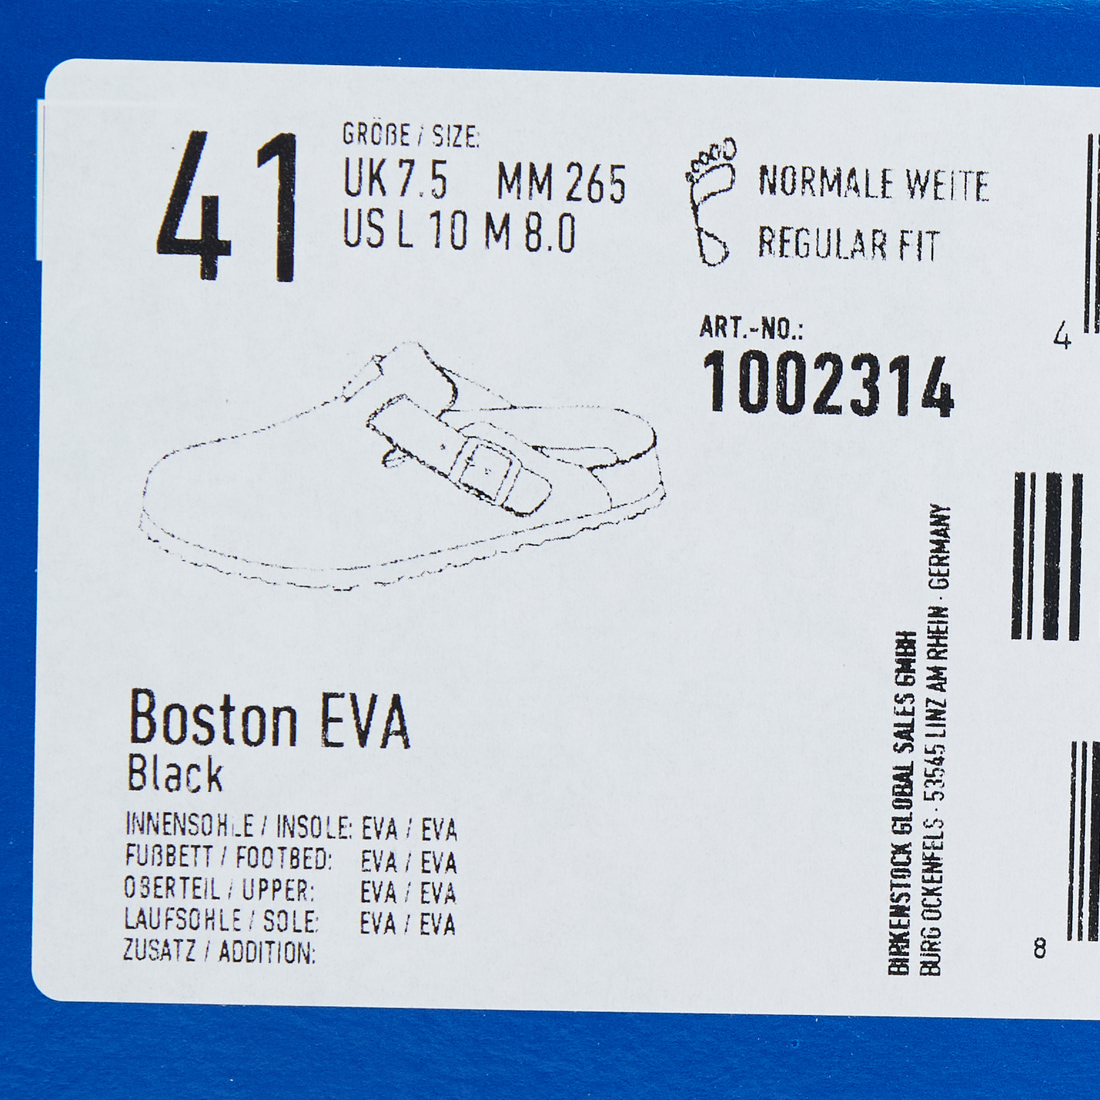 41
GRÖßE / SIZE:
UK 7.5 MM 265
US L 10 M 8.0
NORMALE WEITE
REGULAR FIT
ART.-NO.:
1002314
4
Boston EVA
Black
INNENSOHLE / INSOLE: EVA / EVA
FUßBETT / FOOTBED: EVA / EVA
OBERTEIL / UPPER: EVA / EVA
LAUFSOHLE / SOLE: EVA / EVA
ZUSATZ / ADDITION:
BIRKENSTOCK GLOBAL SALES GMBH
BURG OCKENFELS · 53545 LINZ AM RHEIN · GERMANY
8